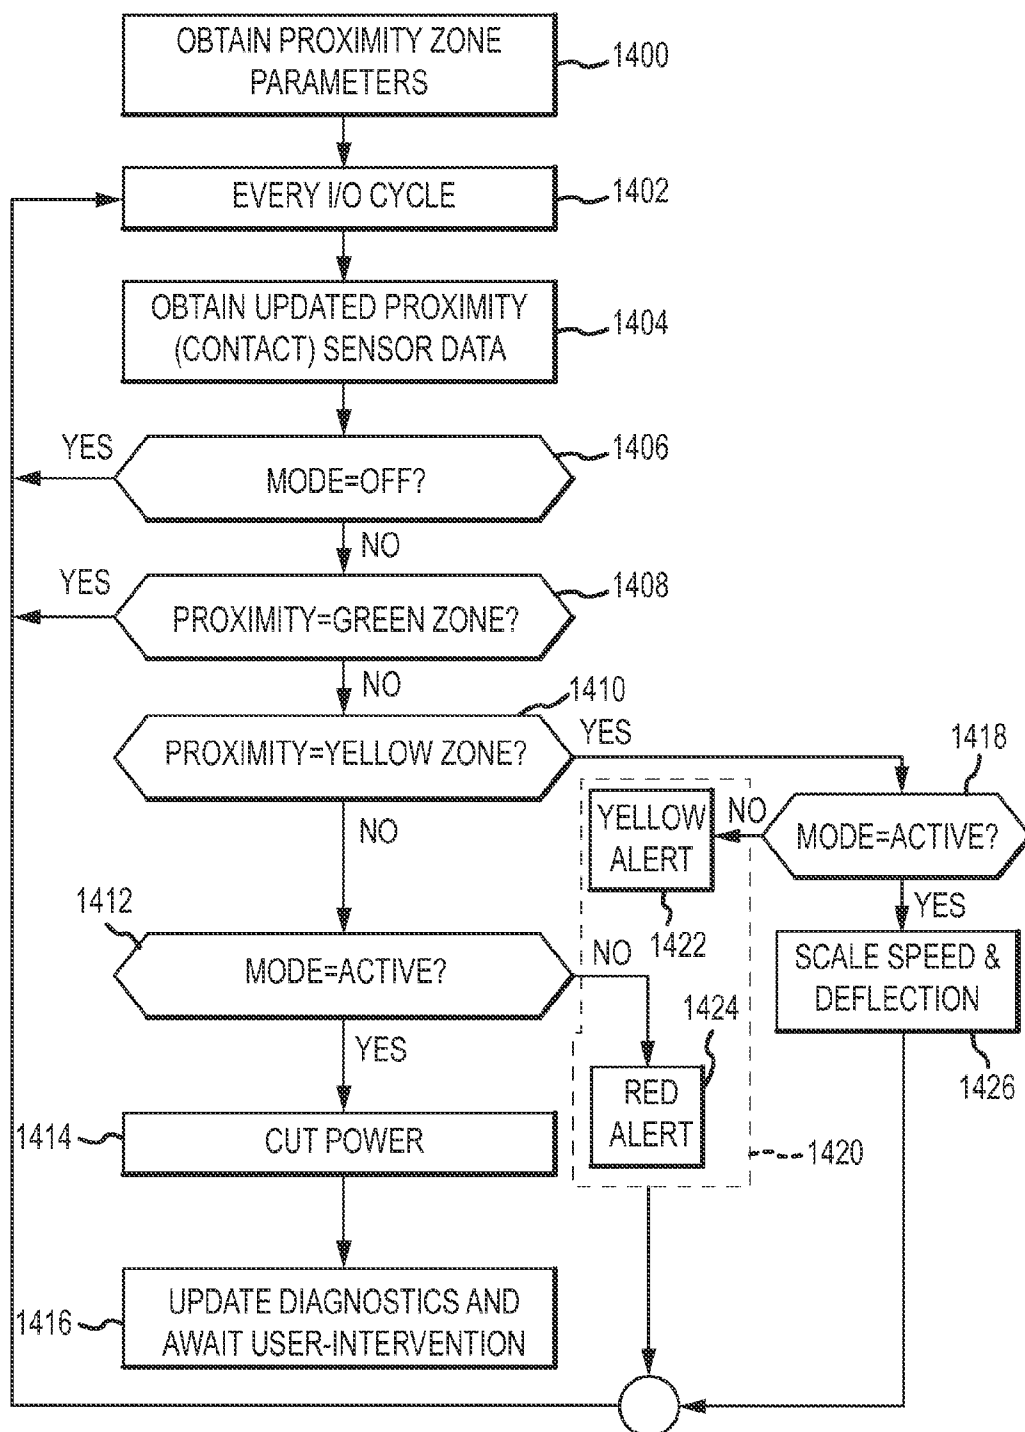 OBTAIN PROXIMITY ZONE
PARAMETERS
1400
EVERY I/O CYCLE
1402
OBTAIN UPDATED PROXIMITY
(CONTACT) SENSOR DATA
1404
YES
MODE=OFF?
1406
NO
YES
PROXIMITY=GREEN ZONE?
1408
NO
1410
PROXIMITY=YELLOW ZONE?
YES
1418
NO
YELLOW
ALERT
NO
MODE=ACTIVE?
1422
YES
1412
MODE=ACTIVE?
NO
SCALE SPEED &
DEFLECTION
1426
YES
1424
RED
ALERT
1420
1414
CUT POWER
1416
UPDATE DIAGNOSTICS AND
AWAIT USER-INTERVENTION